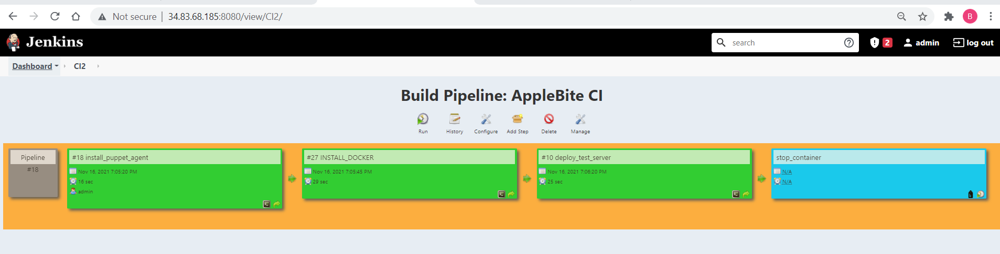 Not secure | 34.83.68.185:8080/view/CI2/
B
Jenkins
search
2
admin
log out
Dashboard
CI2
Build Pipeline: AppleBite CI
Run
History
Configure
Add Step
Delete
Manage
Pipeline
#18
#18 install_puppet_agent
Nov 16, 2021 7:05:20 PM
16 sec
admin
#27 INSTALL_DOCKER
Nov 16, 2021 7:05:45 PM
29 sec
#10 deploy_test_server
Nov 16, 2021 7:06:20 PM
25 sec
stop_container
N/A
N/A